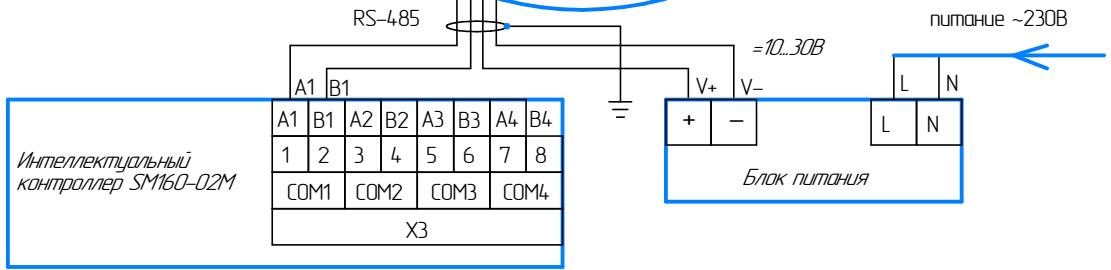 RS-485
питание ~230В
=10...30В
A1 B1
V+ V-
L N
A1 B1 A2 B2 A3 B3 A4 B4
+ -
L N
1 2 3 4 5 6 7 8
Интеллектуальный
контроллер SM160-02M
COM1 COM2 COM3 COM4
Блок питания
X3